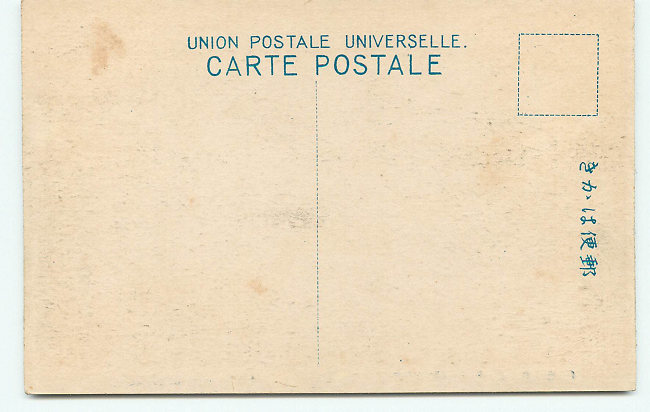 UNION POSTALE UNIVERSELLE.
CARTE POSTALE
きかは便郵